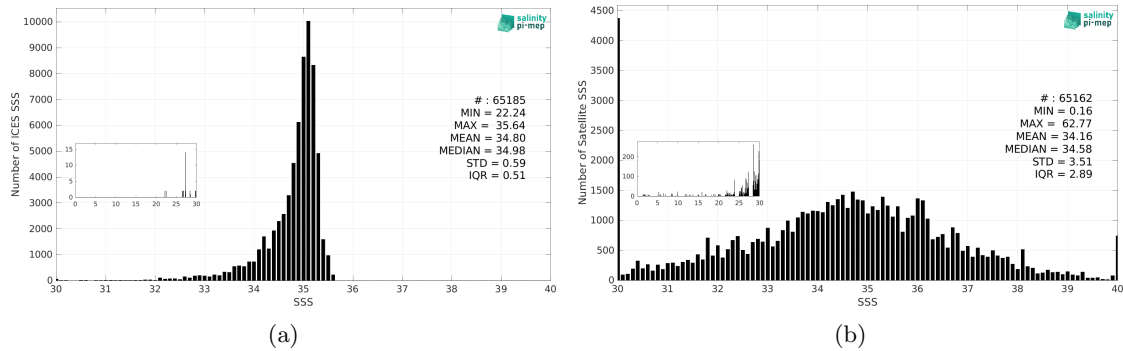 salinity
pi-mep
10000
9000
8000
7000
6000
5000
4000
3000
2000
1000
0
Number of ICES SSS
# : 65185
MIN = 22.24
MAX = 35.64
MEAN = 34.80
MEDIAN = 34.98
STD = 0.59
IQR = 0.51
15
10
5
0
0 5 10 15 20 25 30
30 31 32 33 34 35 36 37 38 39 40
SSS
(a)
salinity
pi-mep
4500
4000
3500
3000
2500
2000
1500
1000
500
0
Number of Satellite SSS
# : 65162
MIN = 0.16
MAX = 62.77
MEAN = 34.16
MEDIAN = 34.58
STD = 3.51
IQR = 2.89
200
100
0
0 5 10 15 20 25 30
30 31 32 33 34 35 36 37 38 39 40
SSS
(b)